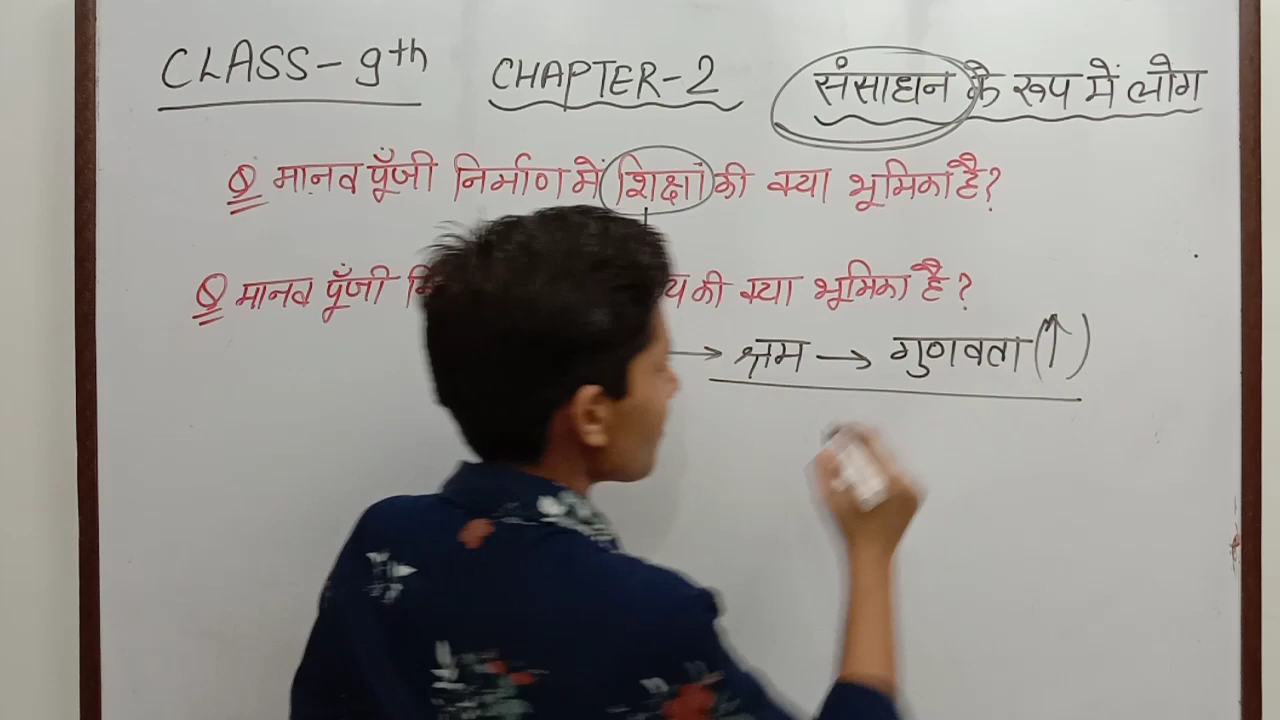 CLASS-9th CHAPTER-2 संसाधन के रूप में लोग
Q मानव पूँजी निर्माण में शिक्षा की क्या भूमिका है?
Q मानव पूँजी की क्या भूमिका है?
→ श्रम → गुणवता (↑)